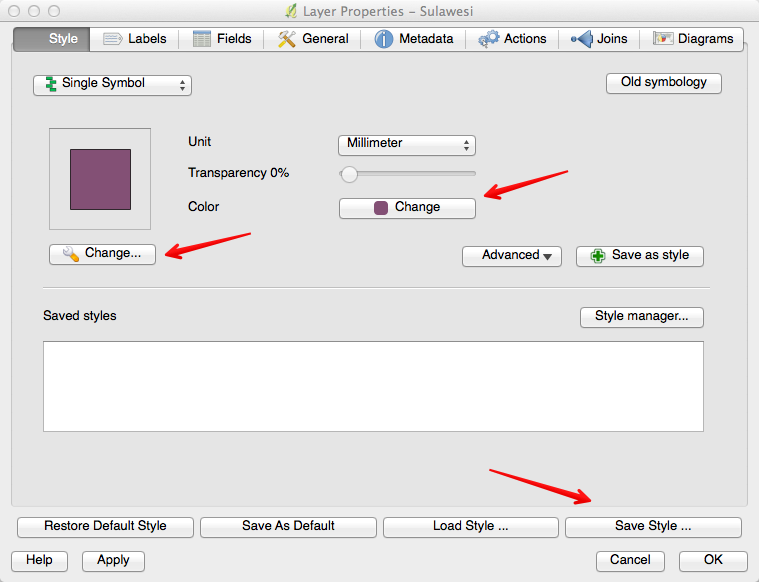 Layer Properties – Sulawesi
Style Labels Fields General Metadata Actions Joins Diagrams
Single Symbol Old symbology
Unit Millimeter
Transparency 0%
Color Change
Change... Advanced Save as style
Saved styles Style manager...
Restore Default Style Save As Default Load Style ... Save Style ...
Help Apply Cancel OK